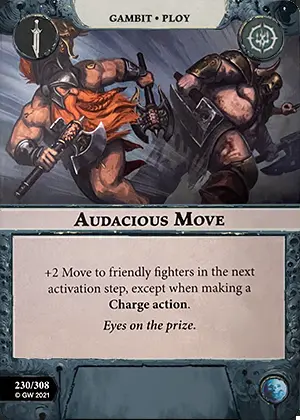 GAMBIT • PLOY
AUDACIOUS MOVE
+2 Move to friendly fighters in the next
activation step, except when making a
Charge action.
Eyes on the prize.
230/308
© GW 2021